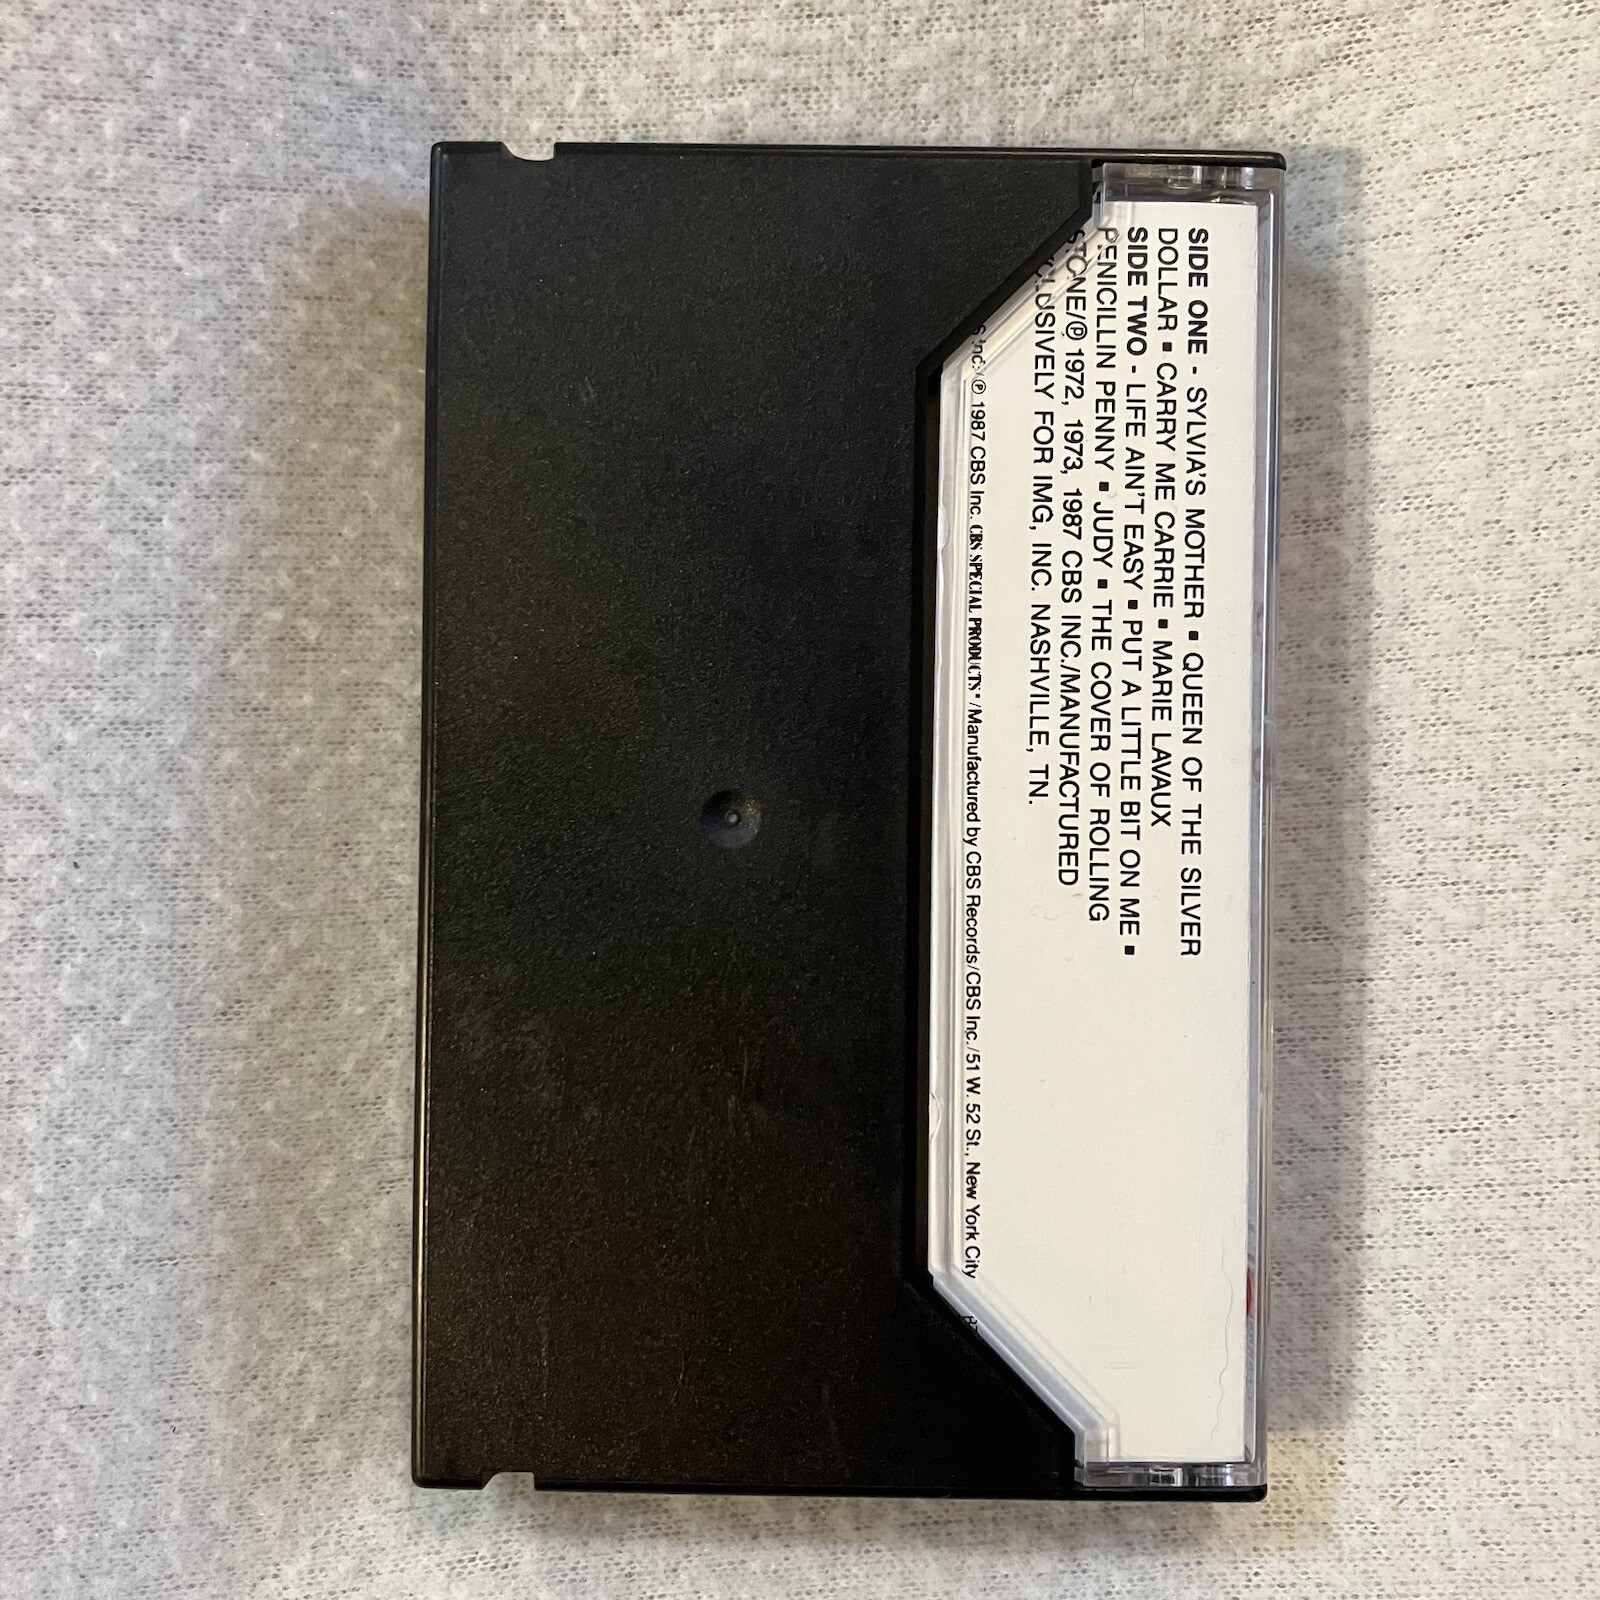 SIDE ONE - SYLVIA'S MOTHER ▪ QUEEN OF THE SILVER
DOLLAR ▪ CARRY ME CARRIE ▪ MARIE LAVAUX
SIDE TWO - LIFE AIN'T EASY ▪ PUT A LITTLE BIT ON ME ▪
PENICILLIN PENNY ▪ JUDY ▪ THE COVER OF ROLLING
STONE/℗ 1972, 1973, 1987 CBS INC./MANUFACTURED
EXCLUSIVELY FOR IMG, INC. NASHVILLE, TN.
℗ 1987 CBS Inc. CBS SPECIAL PRODUCTS"/Manufactured by CBS Records/CBS Inc./51 W. 52 St., New York City